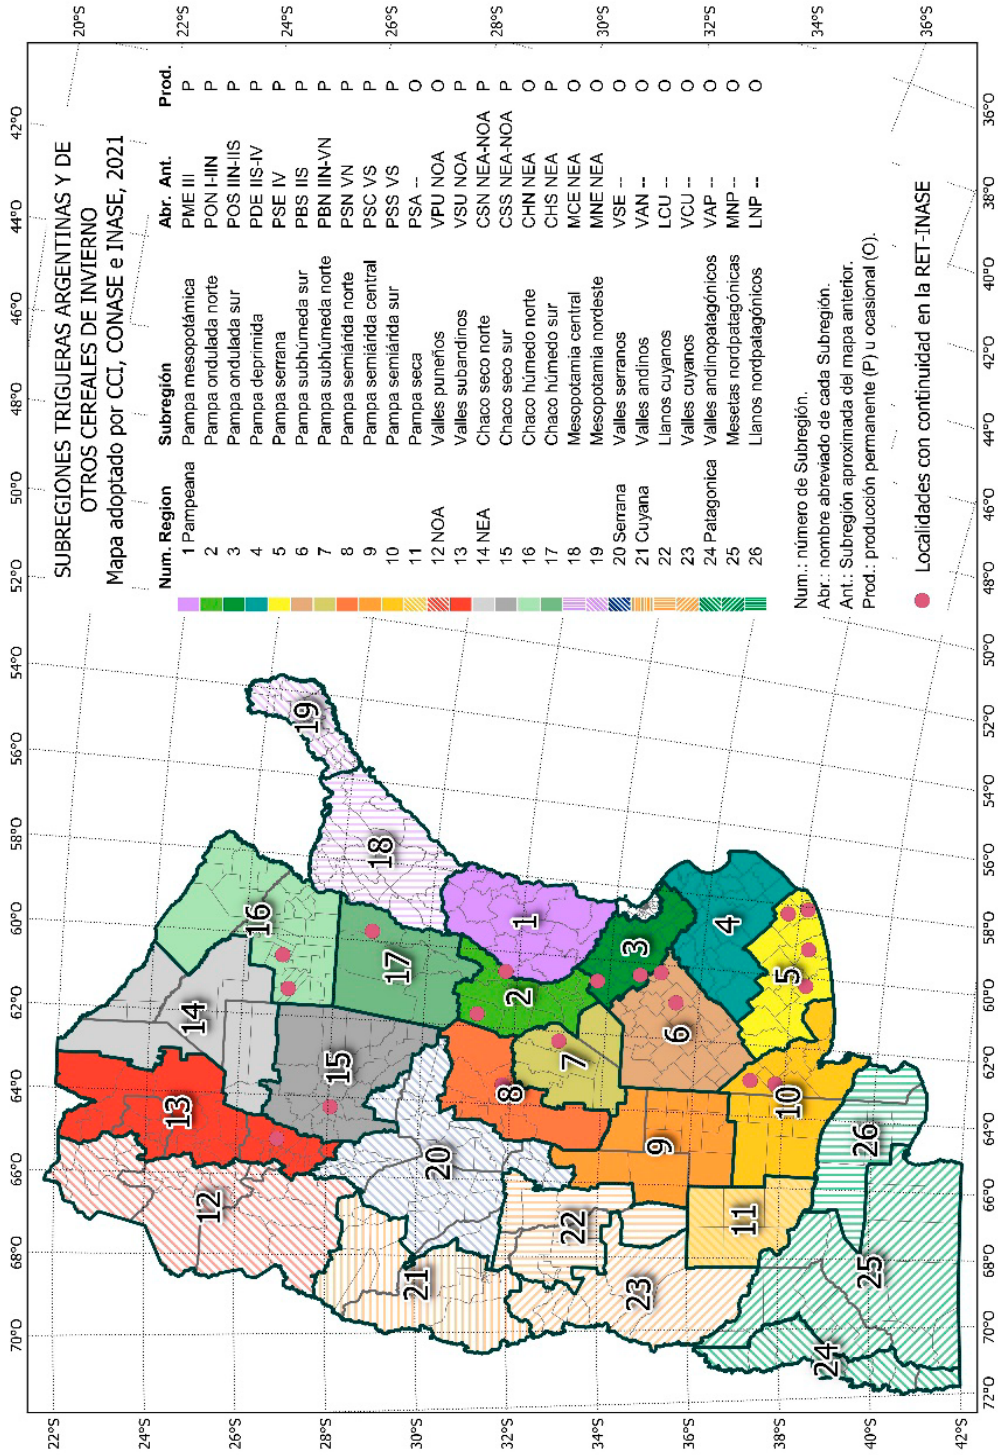 70°O 68°O 66°O 64°O 62°O 60°O 58°O 56°O 54°O 52°O 50°O 48°O 46°O 44°O 42°O
SUBREGIONES TRIGUERAS ARGENTINAS Y DE
OTROS CEREALES DE INVIERNO
Mapa adoptado por CCI, CONASE e INASE, 2021
Num. Region Subregión Abr. Ant. Prod.
1 Pampeana Pampa mesopotámica PME III P
2 Pampa ondulada norte PON I-IIN P
3 Pampa ondulada sur POS IIN-IIS P
4 Pampa deprimida PDE IIS-IV P
5 Pampa serrana PSE IV P
6 Pampa subhúmeda sur PBS IIS P
7 Pampa subhúmeda norte PBN IIN-VN P
8 Pampa semiárida norte PSN VN P
9 Pampa semiárida central PSC VS P
10 Pampa semiárida sur PSS VS P
11 Pampa seca PSA -- O
12 NOA Valles puneños VPU NOA O
13 Valles subandinos VSU NOA P
14 NEA Chaco seco norte CSN NEA-NOA P
15 Chaco seco sur CSS NEA-NOA P
16 Chaco húmedo norte CHN NEA O
17 Chaco húmedo sur CHS NEA P
18 Mesopotamia central MCE NEA O
19 Mesopotamia nordeste MNE NEA O
20 Serrana Valles serranos VSE -- O
21 Cuyana Valles andinos VAN -- O
22 Llanos cuyanos LCU -- O
23 Valles cuyanos VCU -- O
24 Patagonica Valles andinopatagónicos VAP -- O
25 Mesetas nordpatagónicas MNP -- O
26 Llanos nordpatagónicos LNP -- O
Num.: número de Subregión.
Abr.: nombre abreviado de cada Subregión.
Ant.: Subregión aproximada del mapa anterior.
Prod.: producción permanente (P) u ocasional (O).
Localidades con continuidad en la RET-INASE
12
13
14
16
19
21
20
15
17
18
22
8
7
2
1
23
9
6
3
11
10
5
4
24
25
26
22°S
24°S
26°S
28°S
30°S
32°S
34°S
36°S
38°S
40°S
42°S
20°S
22°S
24°S
26°S
28°S
30°S
32°S
34°S
36°S
72°O 70°O 68°O 66°O 64°O 62°O 60°O 58°O 56°O 54°O 52°O 50°O 48°O 46°O 44°O 42°O 40°O 38°O 36°O